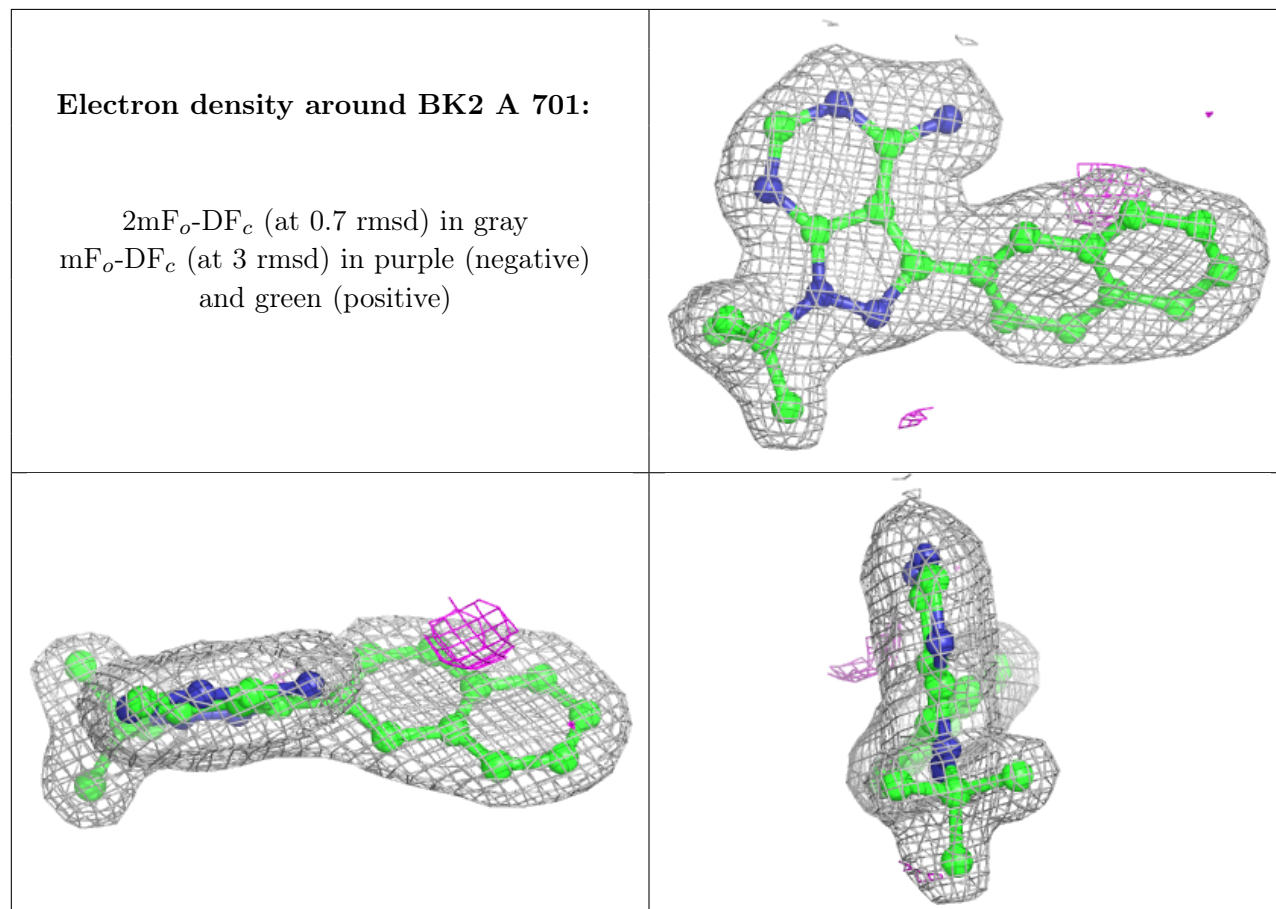 Electron density around BK2 A 701:
2mFo-DFc (at 0.7 rmsd) in gray
mFo-DFc (at 3 rmsd) in purple (negative)
and green (positive)